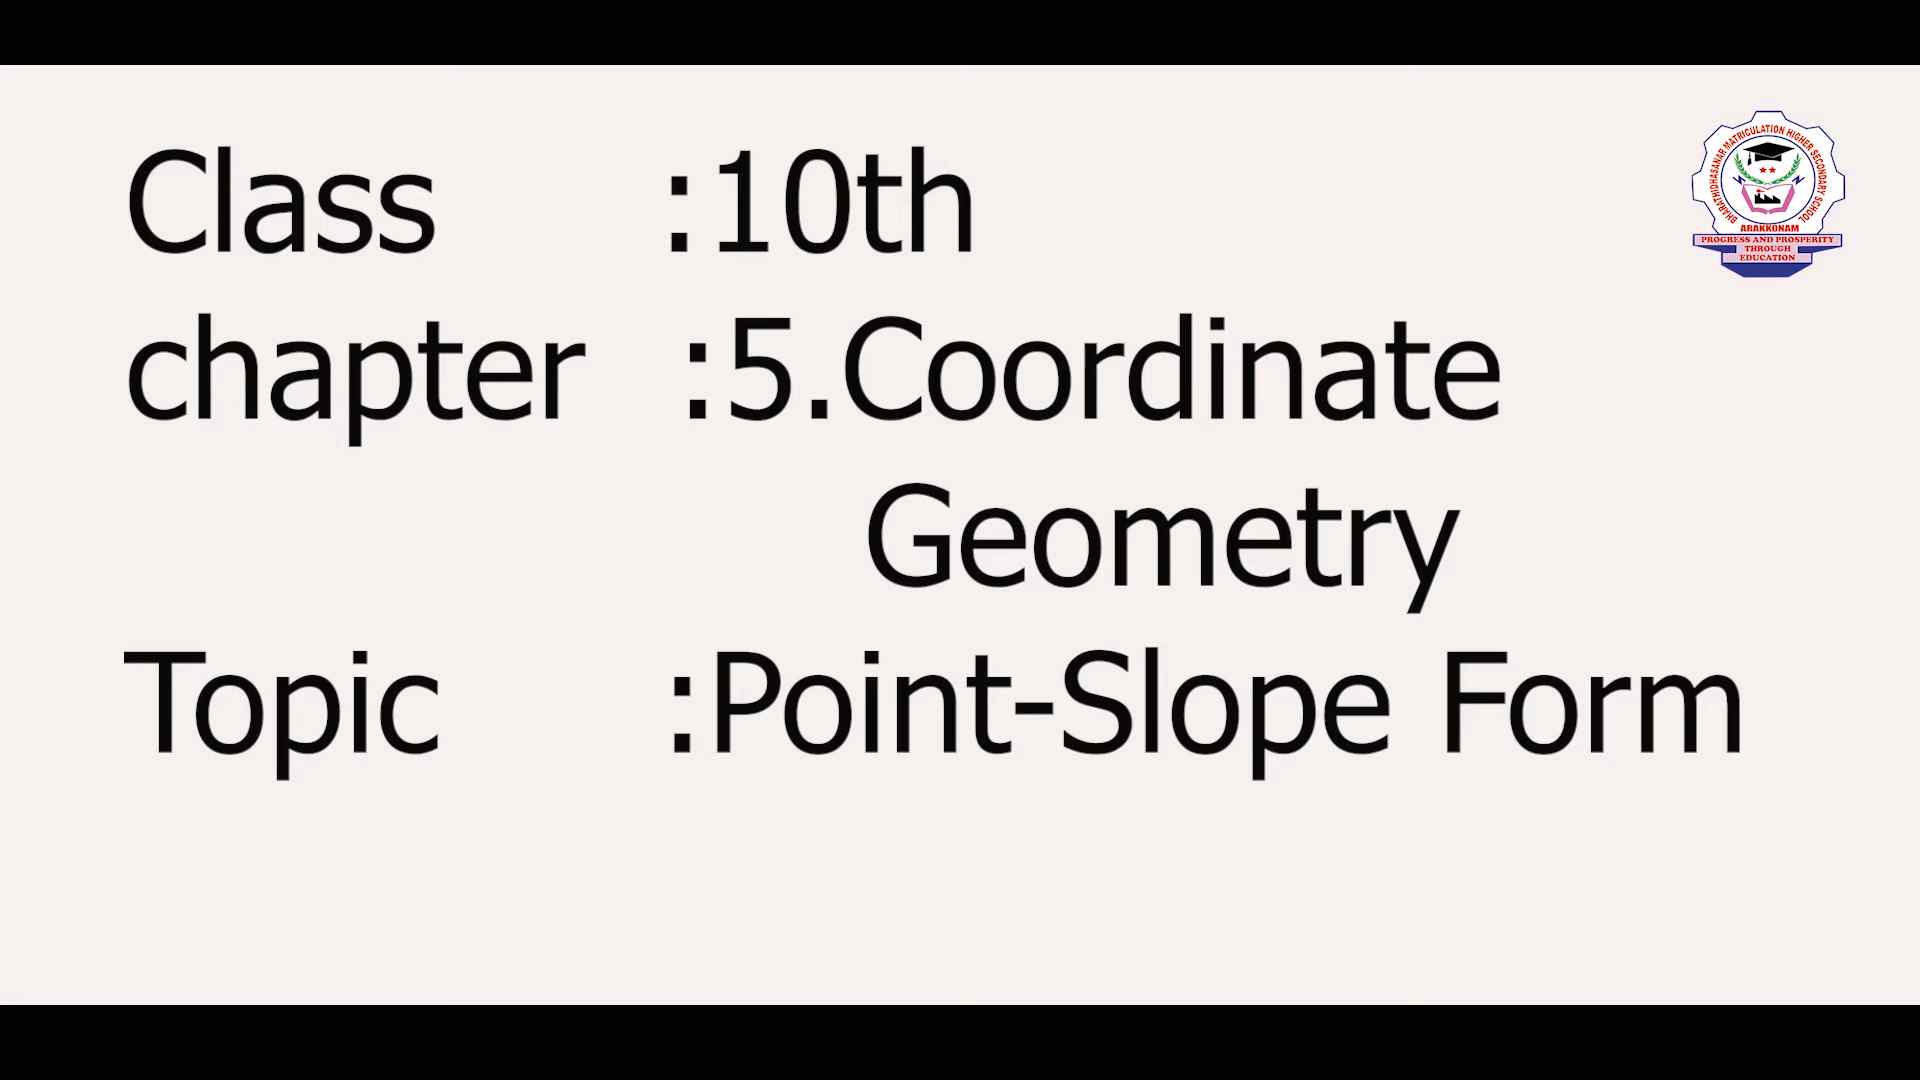 Class :10th
chapter :5.Coordinate
Geometry
Topic :Point-Slope Form
BHARATHIDHASANAR MATRICULATION HIGHER SECONDARY SCHOOL
ARAKKONAM
PROGRESS AND PROSPERITY
THROUGH
EDUCATION